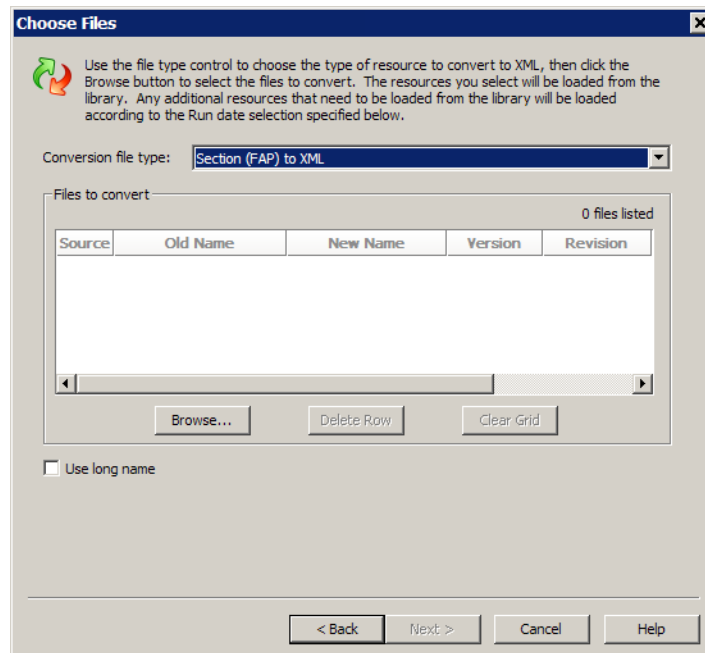 Choose Files
Use the file type control to choose the type of resource to convert to XML, then click the
Browse button to select the files to convert. The resources you select will be loaded from the
library. Any additional resources that need to be loaded from the library will be loaded
according to the Run date selection specified below.
Conversion file type: Section (FAP) to XML
Files to convert
0 files listed
Source Old Name New Name Version Revision
Browse... Delete Row Clear Grid
Use long name
< Back Next > Cancel Help